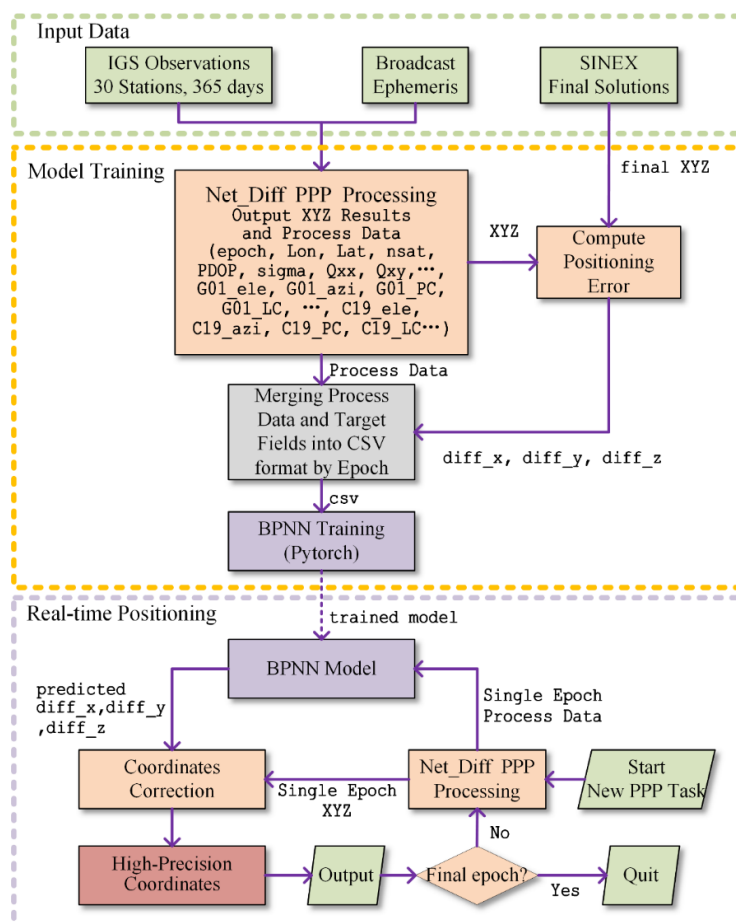 Input Data
IGS Observations
30 Stations, 365 days
Broadcast
Ephemeris
SINEX
Final Solutions
Model Training
final XYZ
Net_Diff PPP Processing
Output XYZ Results
and Process Data
(epoch, Lon, Lat, nsat,
PDOP, sigma, Qxx, Qxy,⋯,
G01_ele, G01_azi, G01_PC,
G01_LC, ⋯, C19_ele,
C19_azi, C19_PC, C19_LC⋯)
XYZ
Compute
Positioning
Error
Process Data
Merging Process
Data and Target
Fields into CSV
format by Epoch
diff_x, diff_y, diff_z
csv
BPNN Training
(Pytorch)
Real-time Positioning
trained model
BPNN Model
predicted
diff_x,diff_y
,diff_z
Single Epoch
Process Data
Coordinates
Correction
Single Epoch
XYZ
Net_Diff PPP
Processing
Start
New PPP Task
No
High-Precision
Coordinates
Output
Final epoch?
Yes
Quit